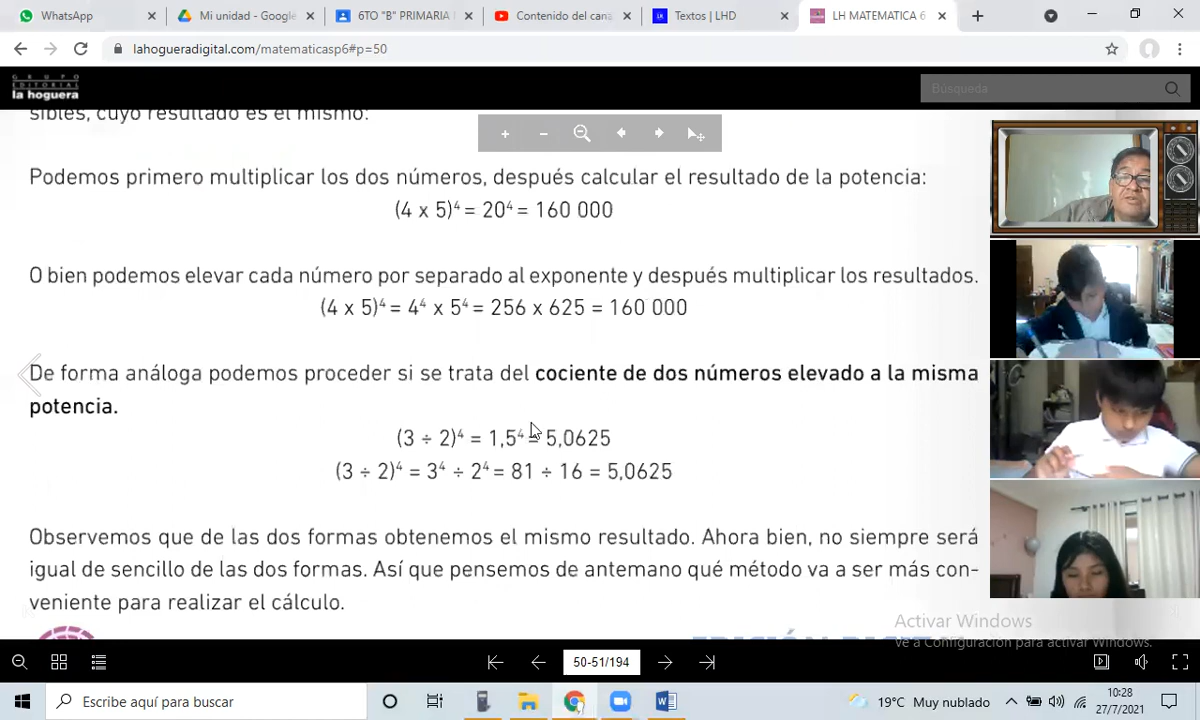 WhatsApp
Mi unidad - Google
6TO "B" PRIMARIA
Contenido del cana
Textos | LHD
LH MATEMATICA 6
lahogueradigital.com/matematicasp6#p=50
GRUPO
EDITORIAL
la hoguera
Búsqueda
sibles, cuyo resultado es el mismo:
Podemos primero multiplicar los dos números, después calcular el resultado de la potencia:
(4 x 5)⁴ = 20⁴ = 160 000
O bien podemos elevar cada número por separado al exponente y después multiplicar los resultados.
(4 x 5)⁴ = 4⁴ x 5⁴ = 256 x 625 = 160 000
De forma análoga podemos proceder si se trata del cociente de dos números elevado a la misma
potencia.
(3 ÷ 2)⁴ = 1,5⁴ = 5,0625
(3 ÷ 2)⁴ = 3⁴ ÷ 2⁴ = 81 ÷ 16 = 5,0625
Observemos que de las dos formas obtenemos el mismo resultado. Ahora bien, no siempre será
igual de sencillo de las dos formas. Así que pensemos de antemano qué método va a ser más con-
veniente para realizar el cálculo.
EDICIÓN DIGITAL
Activar Windows
Ve a Configuración para activar Windows.
50-51/194
Escribe aquí para buscar
19°C Muy nublado
10:28
27/7/2021